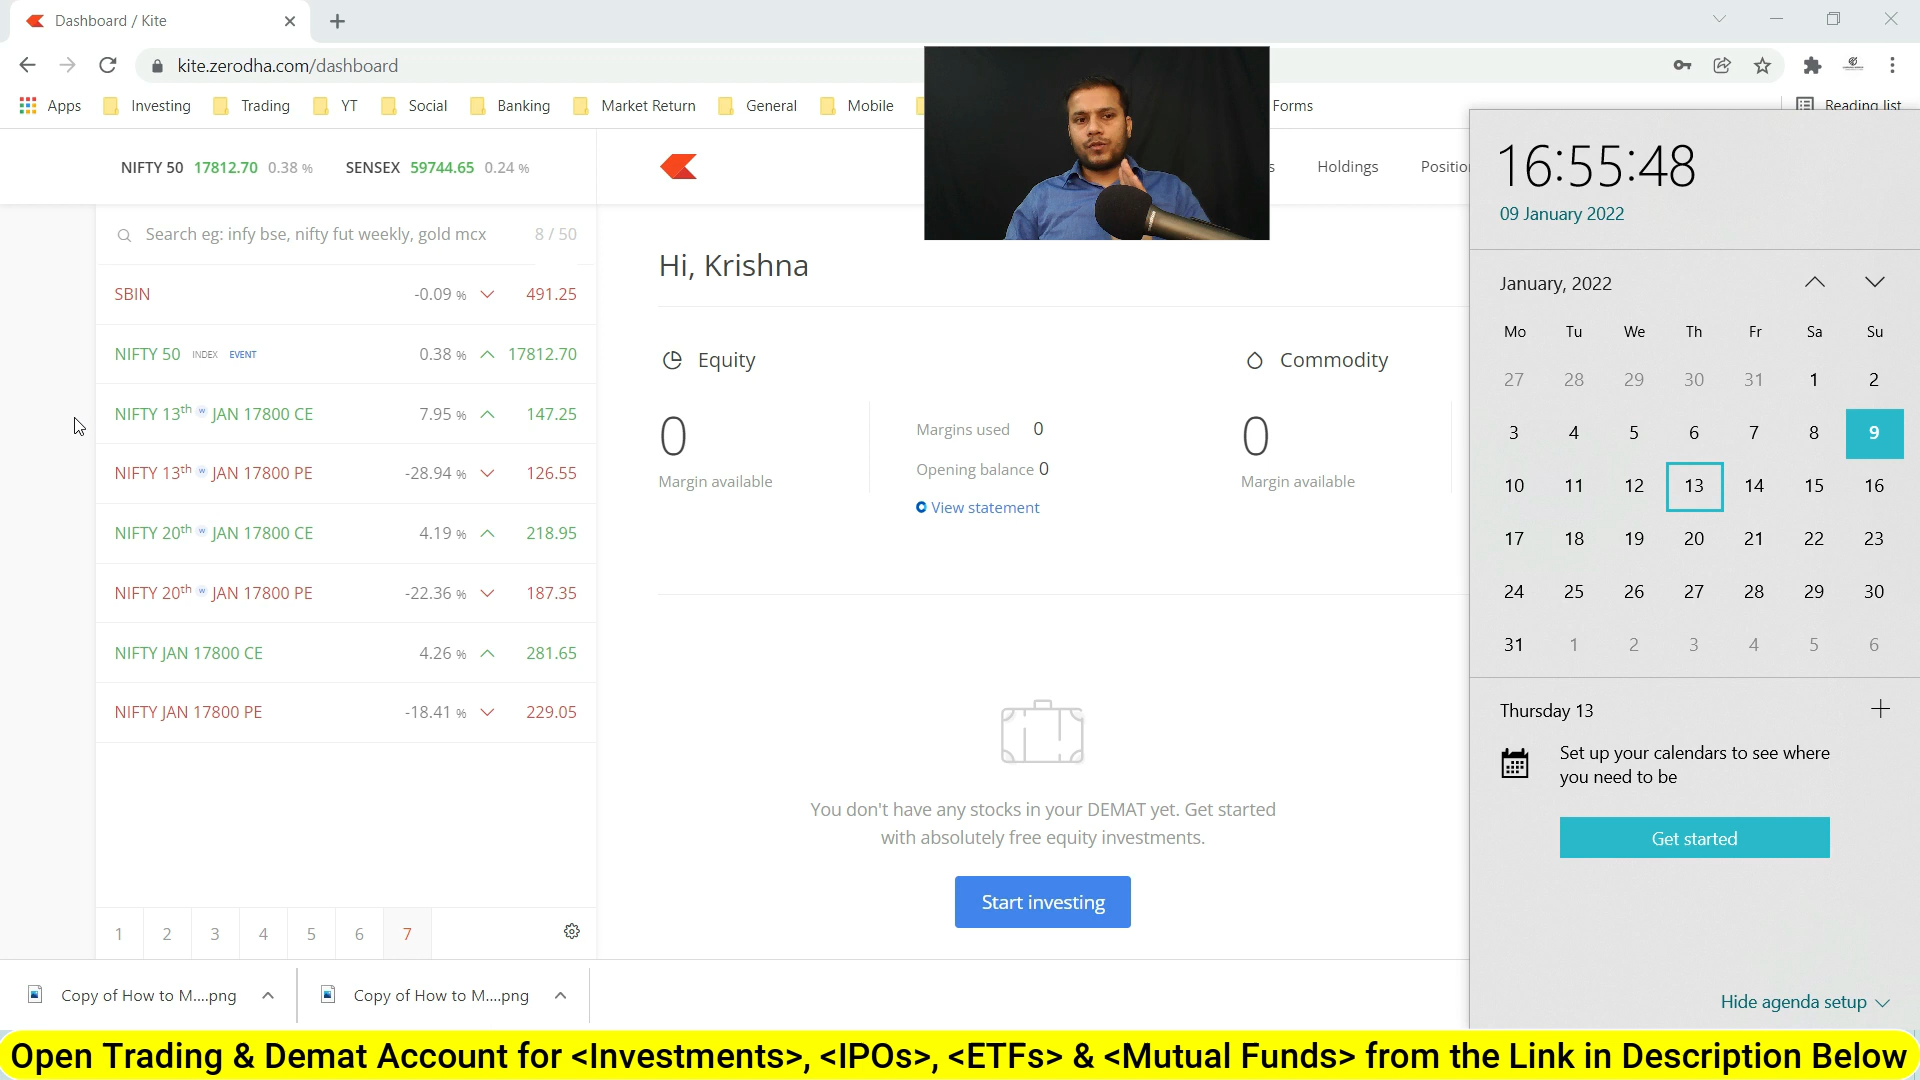 Dashboard / Kite
kite.zerodha.com/dashboard
Apps Investing Trading YT Social Banking Market Return General Mobile Forms Reading list
NIFTY 50 17812.70 0.38 % SENSEX 59744.65 0.24 %
s Holdings Positio
Search eg: infy bse, nifty fut weekly, gold mcx 8 / 50
SBIN -0.09 % 491.25
NIFTY 50 INDEX EVENT 0.38 % 17812.70
NIFTY 13th w JAN 17800 CE 7.95 % 147.25
NIFTY 13th w JAN 17800 PE -28.94 % 126.55
NIFTY 20th w JAN 17800 CE 4.19 % 218.95
NIFTY 20th w JAN 17800 PE -22.36 % 187.35
NIFTY JAN 17800 CE 4.26 % 281.65
NIFTY JAN 17800 PE -18.41 % 229.05
1 2 3 4 5 6 7
Hi, Krishna
Equity
0
Margin available
Margins used 0
Opening balance 0
View statement
Commodity
0
Margin available
You don't have any stocks in your DEMAT yet. Get started
with absolutely free equity investments.
Start investing
16:55:48
09 January 2022
January, 2022
Mo Tu We Th Fr Sa Su
27 28 29 30 31 1 2
3 4 5 6 7 8 9
10 11 12 13 14 15 16
17 18 19 20 21 22 23
24 25 26 27 28 29 30
31 1 2 3 4 5 6
Thursday 13
Set up your calendars to see where
you need to be
Get started
Hide agenda setup
Copy of How to M....png Copy of How to M....png
Open Trading & Demat Account for <Investments>, <IPOs>, <ETFs> & <Mutual Funds> from the Link in Description Below